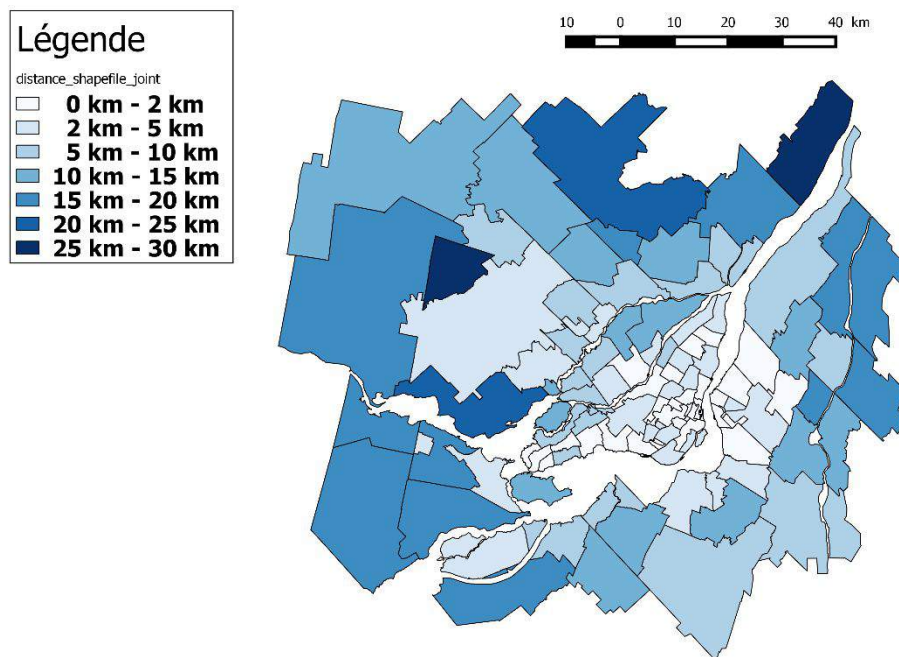 10 0 10 20 30 40 km
Légende
distance_shapefile_joint
0 km - 2 km
2 km - 5 km
5 km - 10 km
10 km - 15 km
15 km - 20 km
20 km - 25 km
25 km - 30 km